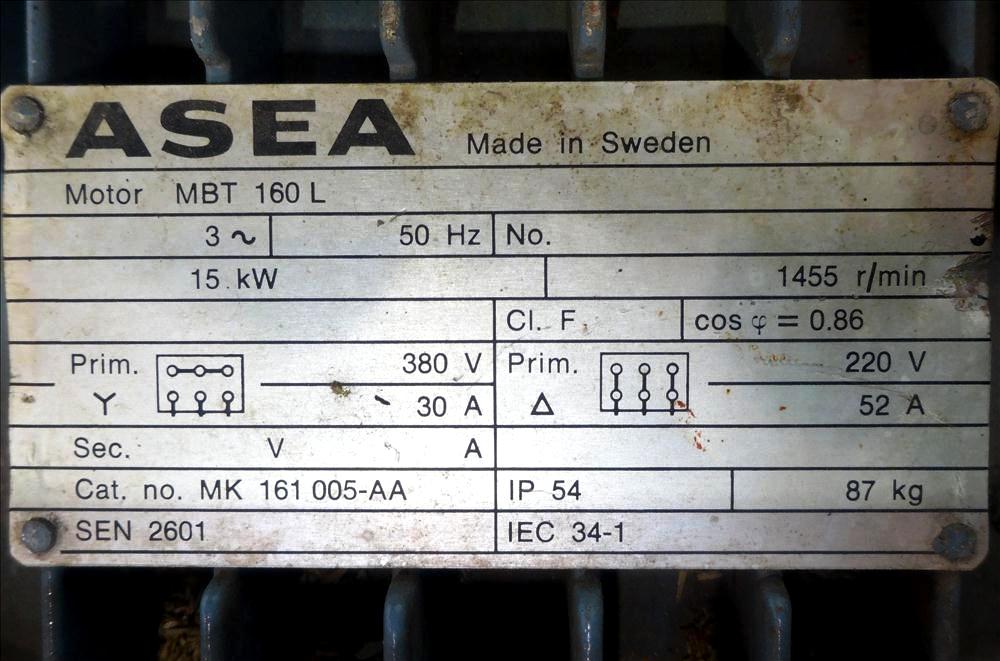 ASEA Made in Sweden
Motor MBT 160 L
3 ~ 50 Hz No.
15 kW 1455 r/min
Cl. F cos φ = 0.86
Prim. 380 V Prim. 220 V
Y 30 A Δ 52 A
Sec. V A
Cat. no. MK 161 005-AA IP 54 87 kg
SEN 2601 IEC 34-1